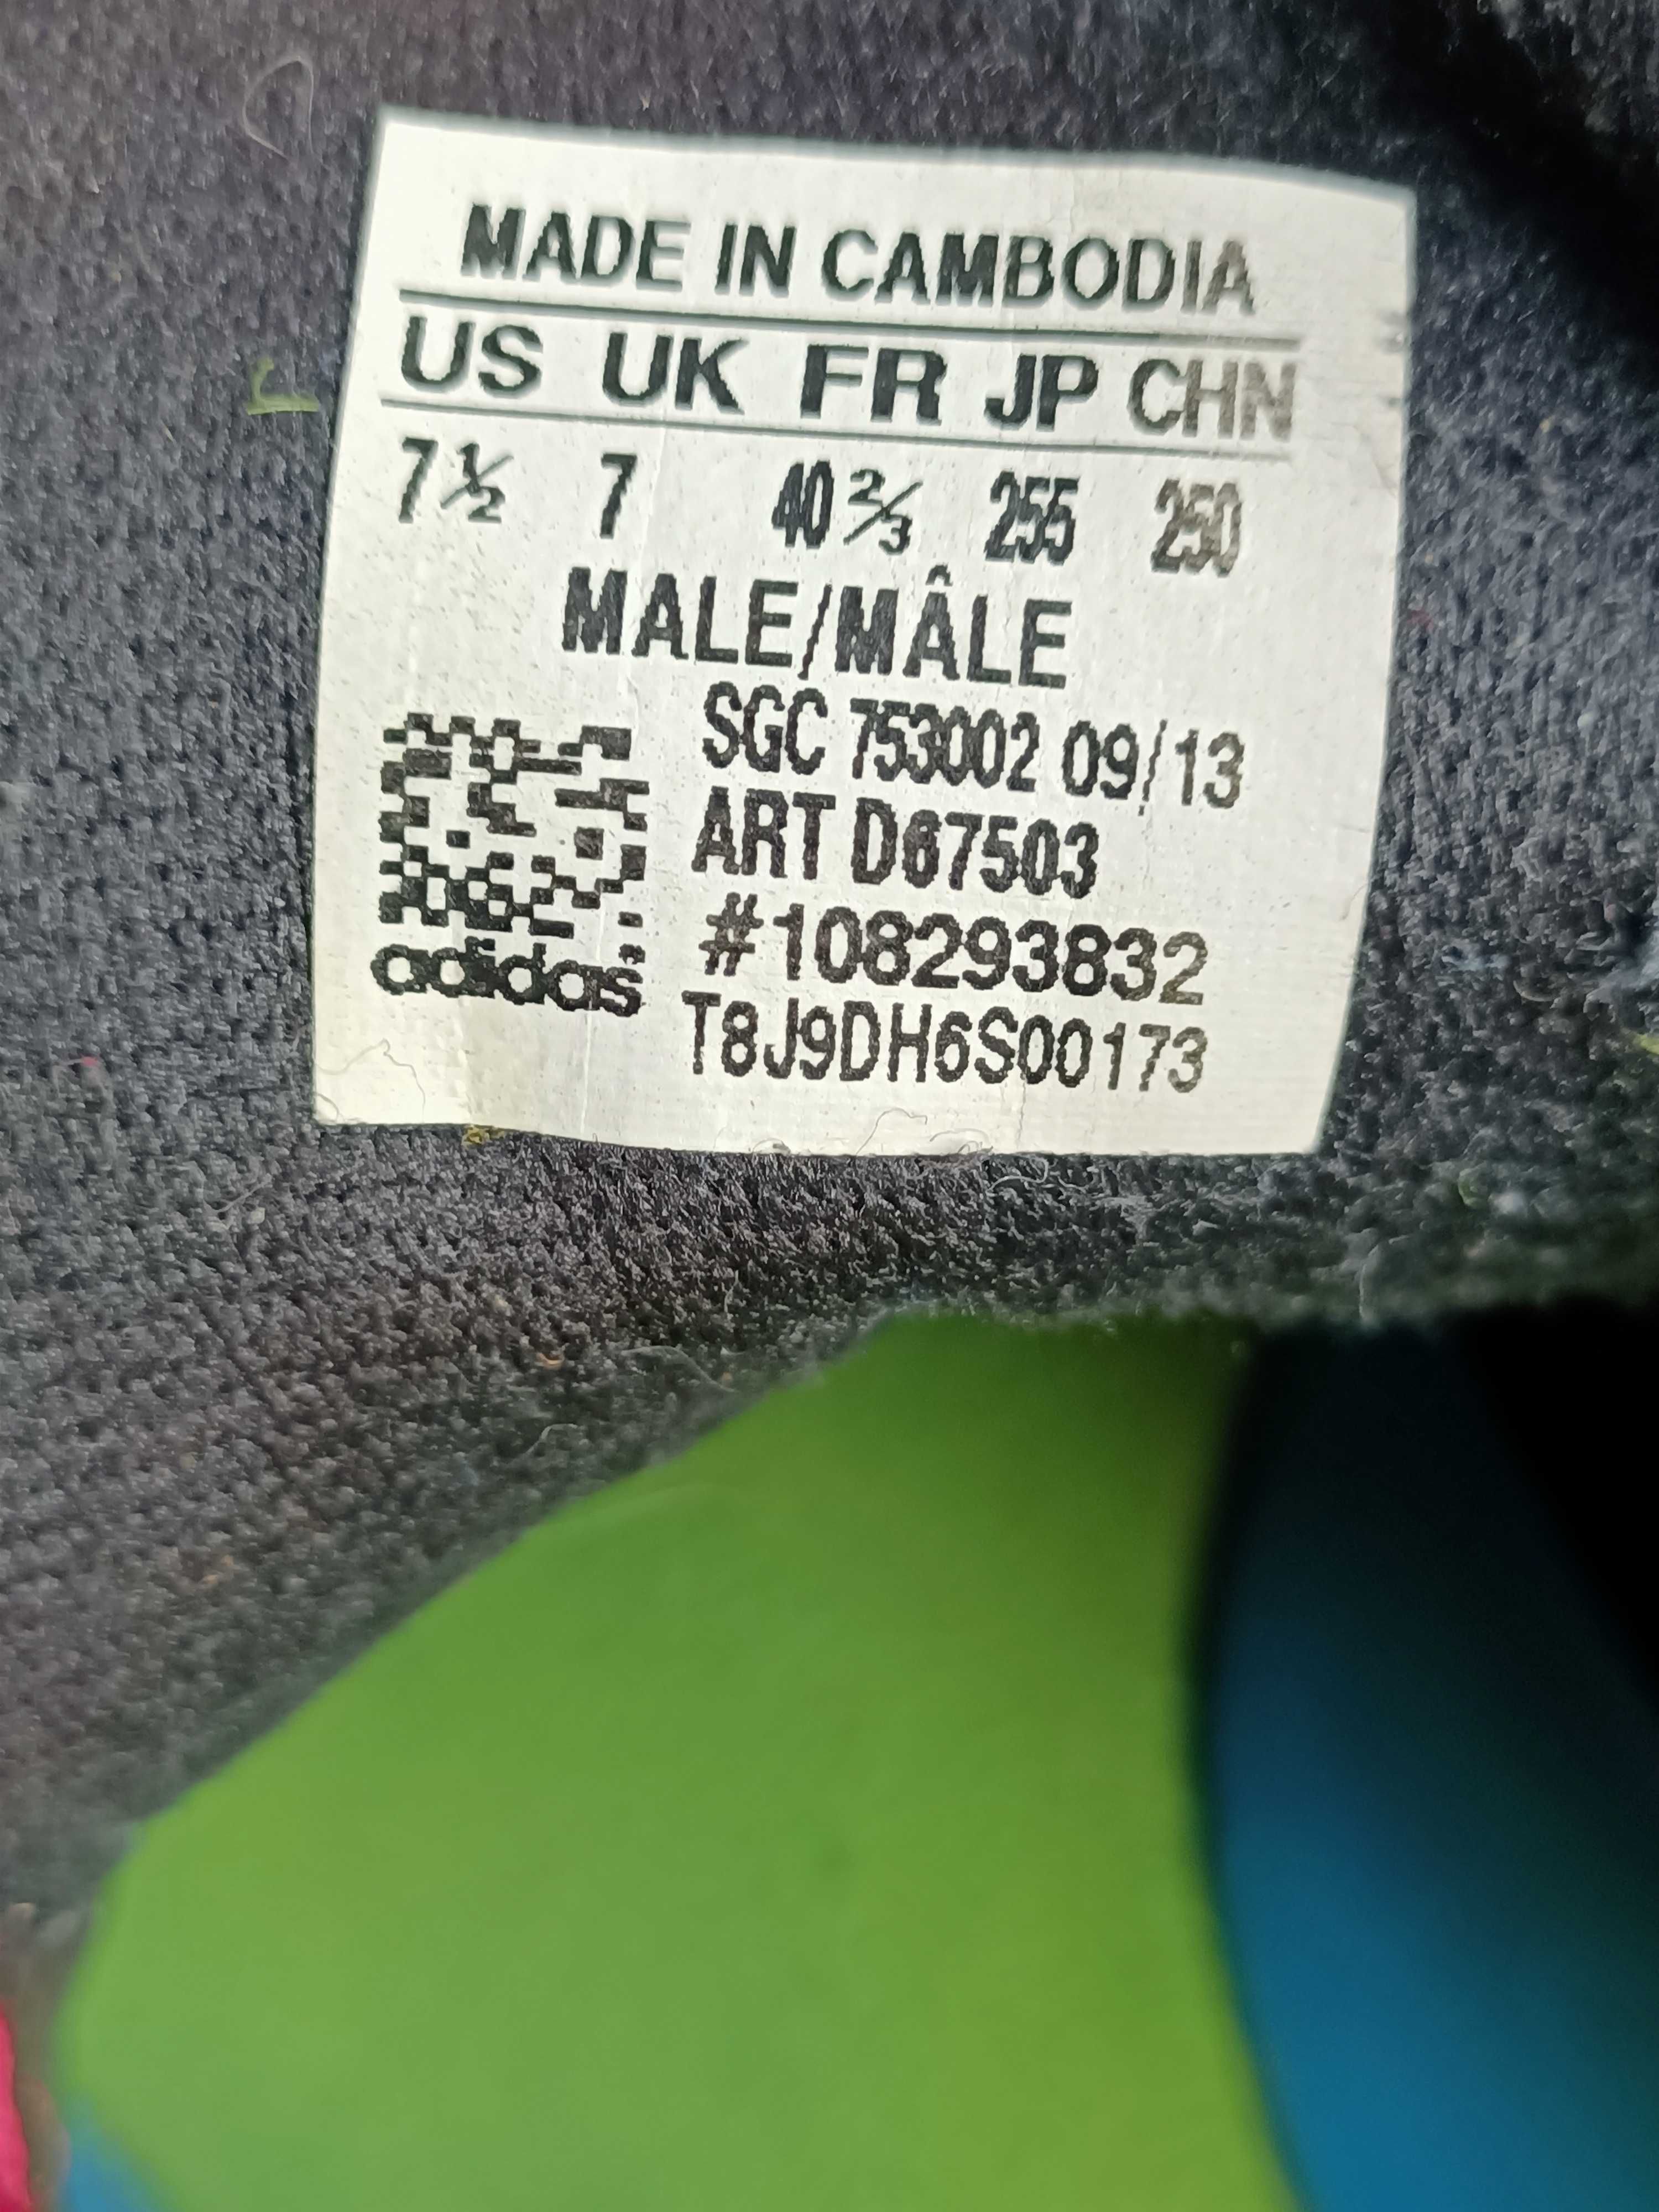 MADE IN CAMBODIA
US UK FR JP CHN
7½ 7 40⅔ 255 250
MALE/MÂLE
SGC 753002 09/13
ART D67503
#108293832
adidas
T8J9DH6S00173